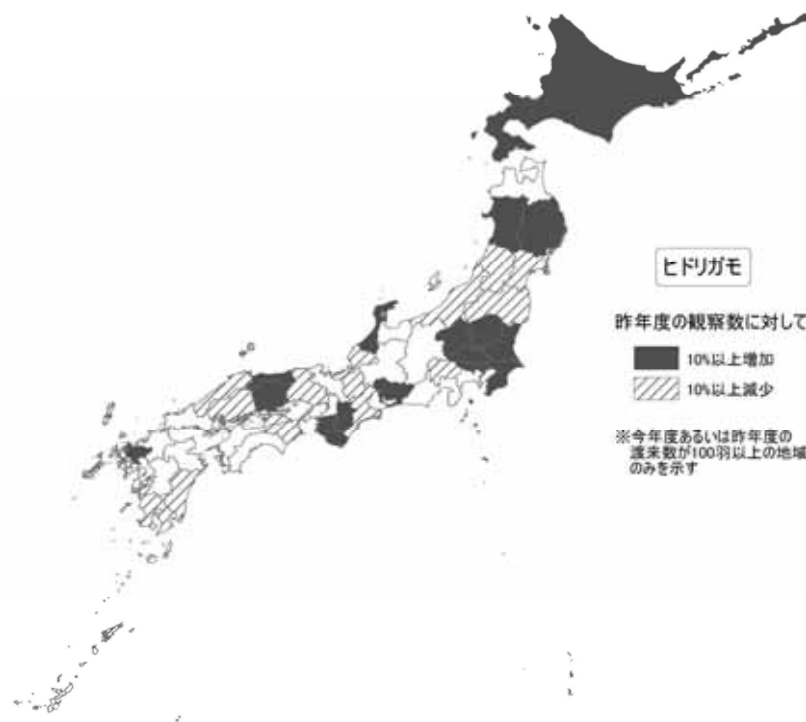 ヒドリガモ
昨年度の観察数に対して
10%以上増加
10%以上減少
※今年度あるいは昨年度の
渡来数が100羽以上の地域
のみを示す